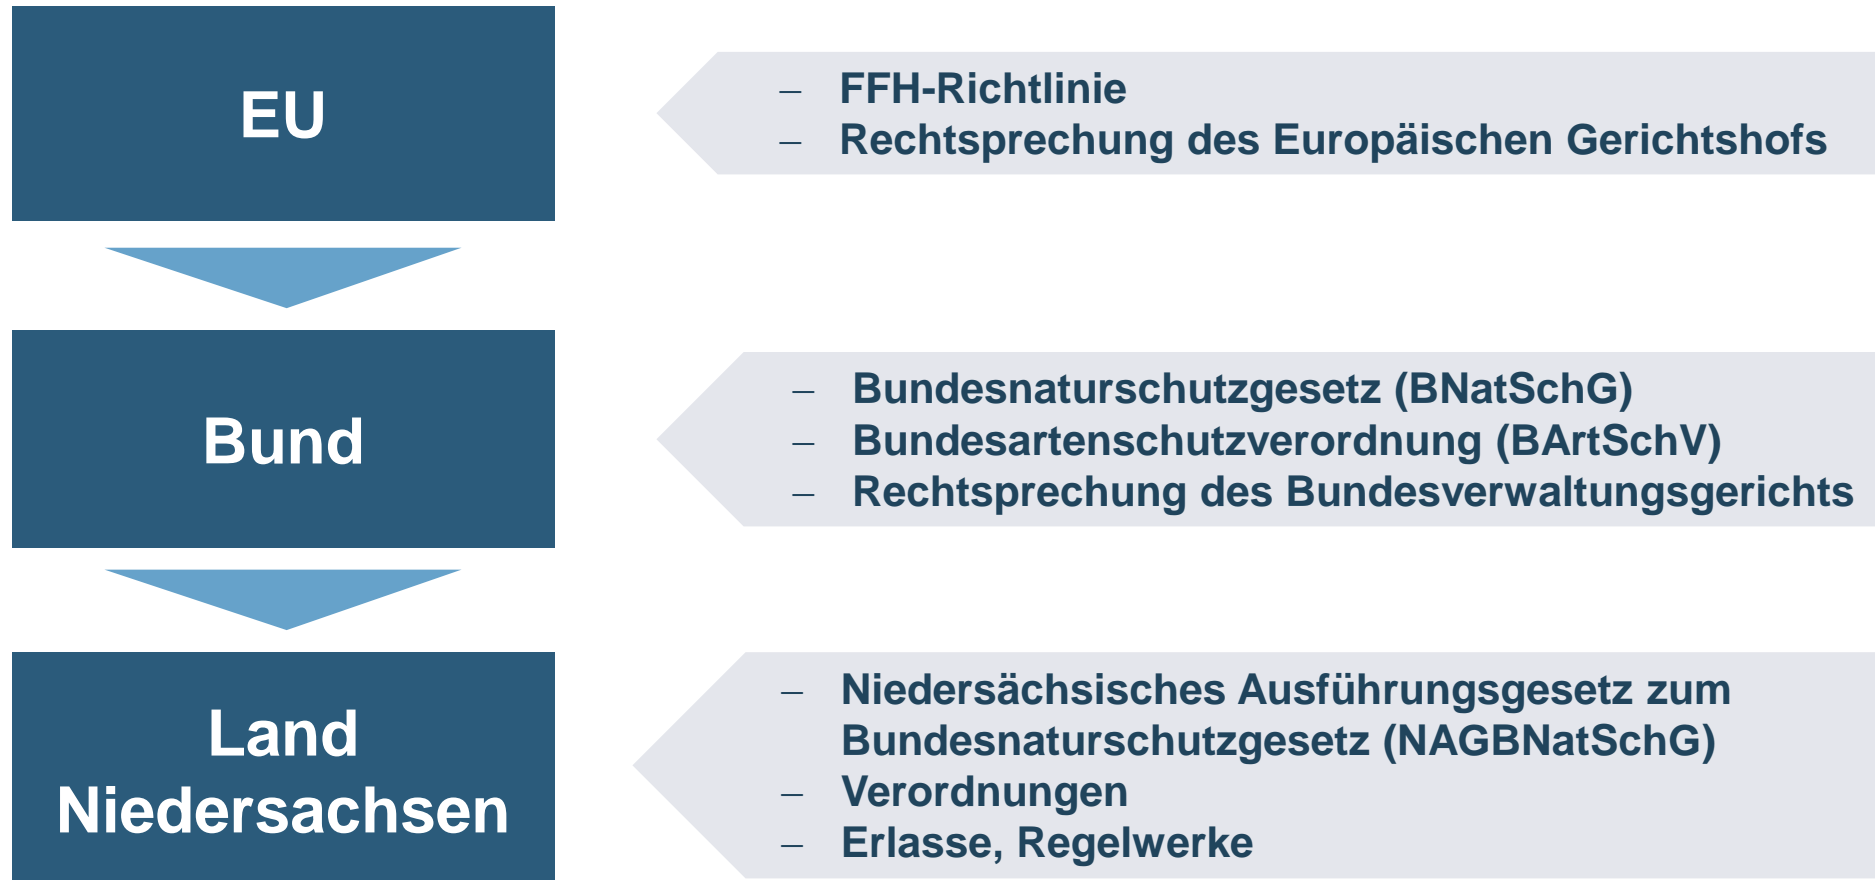 EU
– FFH-Richtlinie
– Rechtsprechung des Europäischen Gerichtshofs
Bund
– Bundesnaturschutzgesetz (BNatSchG)
– Bundesartenschutzverordnung (BArtSchV)
– Rechtsprechung des Bundesverwaltungsgerichts
Land
Niedersachsen
– Niedersächsisches Ausführungsgesetz zum
Bundesnaturschutzgesetz (NAGBNatSchG)
– Verordnungen
– Erlasse, Regelwerke